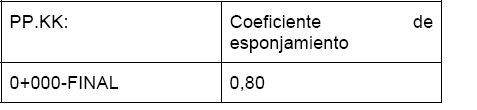 PP.KK:
Coeficiente de
esponjamiento
0+000-FINAL
0,80